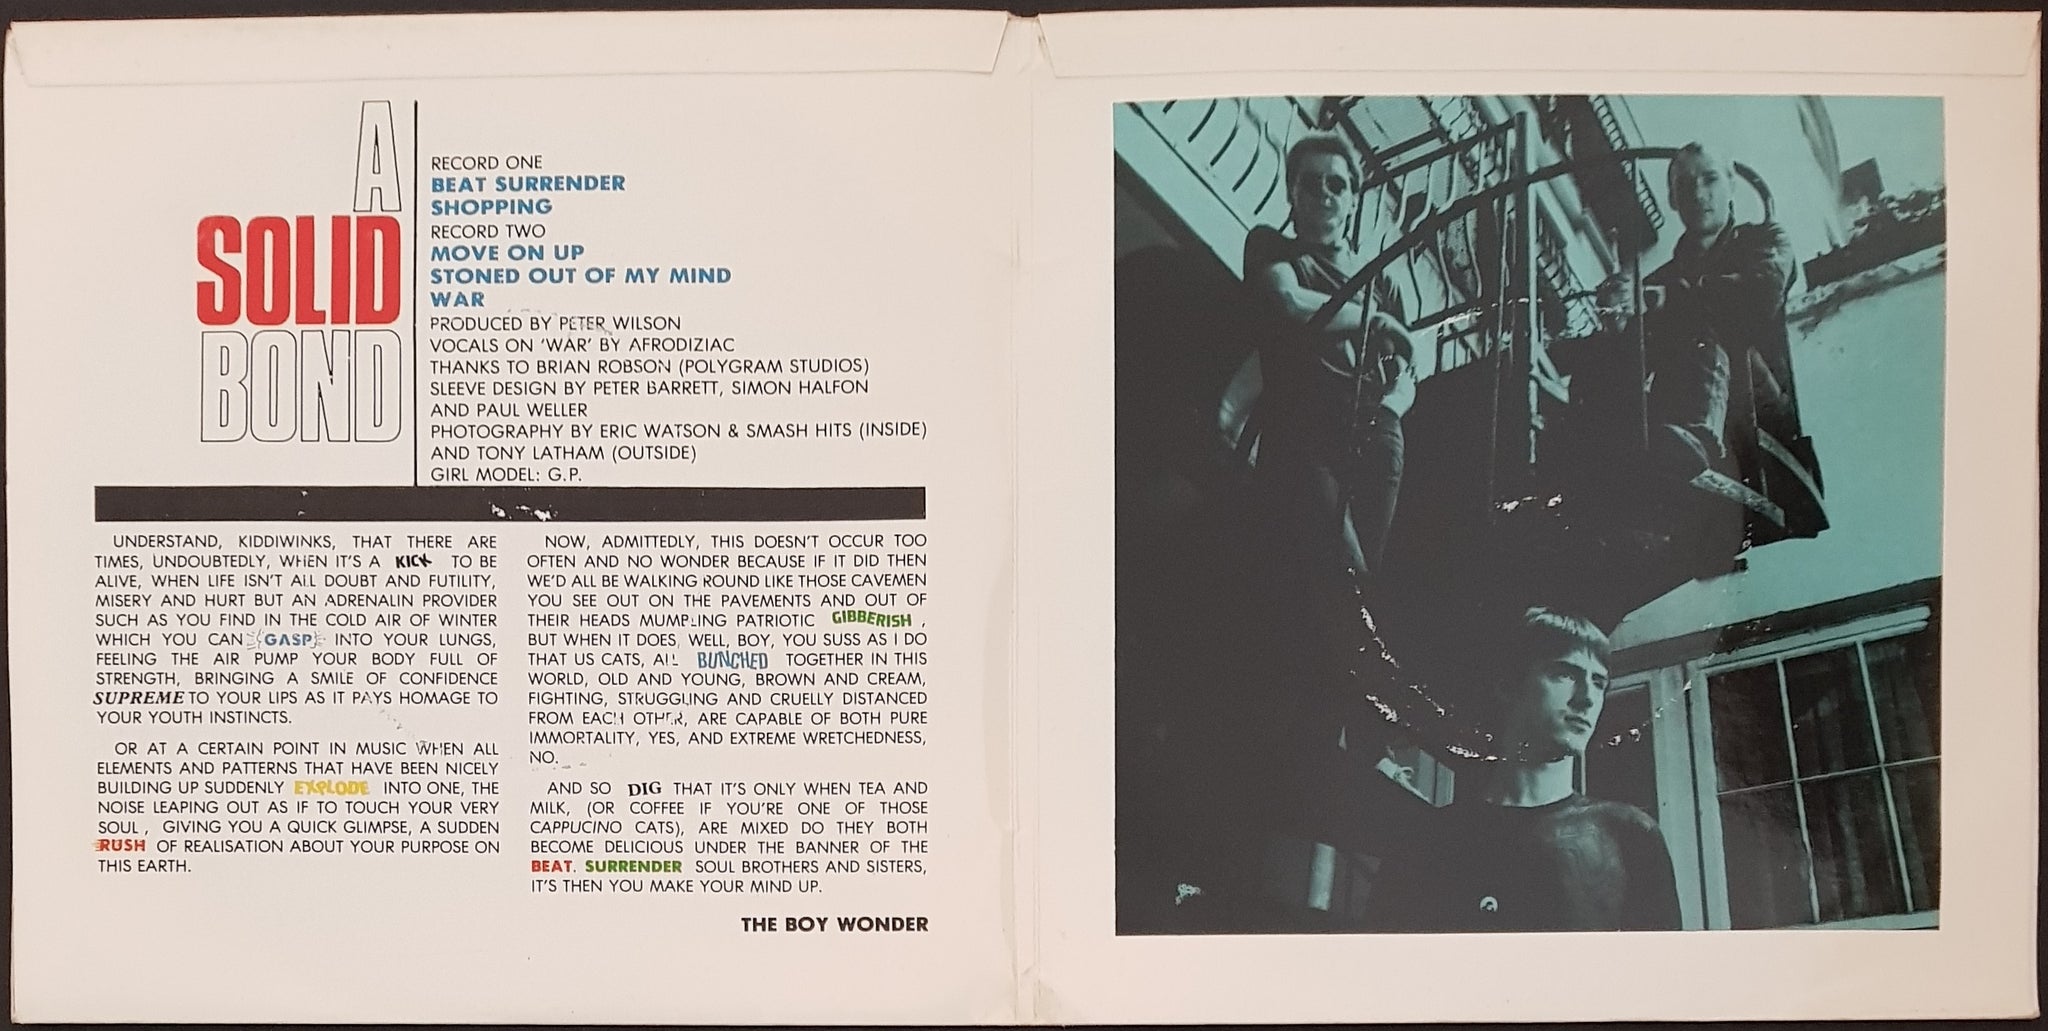 A
SOLID
BOND
RECORD ONE
BEAT SURRENDER
SHOPPING
RECORD TWO
MOVE ON UP
STONED OUT OF MY MIND
WAR
PRODUCED BY PETER WILSON
VOCALS ON 'WAR' BY AFRODIZIAC
THANKS TO BRIAN ROBSON (POLYGRAM STUDIOS)
SLEEVE DESIGN BY PETER BARRETT, SIMON HALFON
AND PAUL WELLER
PHOTOGRAPHY BY ERIC WATSON & SMASH HITS (INSIDE)
AND TONY LATHAM (OUTSIDE)
GIRL MODEL: G.P.
UNDERSTAND, KIDDIWINKS, THAT THERE ARE
TIMES, UNDOUBTEDLY, WHEN IT'S A KICK TO BE
ALIVE, WHEN LIFE ISN'T ALL DOUBT AND FUTILITY,
MISERY AND HURT BUT AN ADRENALIN PROVIDER
SUCH AS YOU FIND IN THE COLD AIR OF WINTER
WHICH YOU CAN GASP INTO YOUR LUNGS,
FEELING THE AIR PUMP YOUR BODY FULL OF
STRENGTH, BRINGING A SMILE OF CONFIDENCE
SUPREME TO YOUR LIPS AS IT PAYS HOMAGE TO
YOUR YOUTH INSTINCTS.
OR AT A CERTAIN POINT IN MUSIC WHEN ALL
ELEMENTS AND PATTERNS THAT HAVE BEEN NICELY
BUILDING UP SUDDENLY EXPLODE INTO ONE, THE
NOISE LEAPING OUT AS IF TO TOUCH YOUR VERY
SOUL, GIVING YOU A QUICK GLIMPSE, A SUDDEN
RUSH OF REALISATION ABOUT YOUR PURPOSE ON
THIS EARTH.
NOW, ADMITTEDLY, THIS DOESN'T OCCUR TOO
OFTEN AND NO WONDER BECAUSE IF IT DID THEN
WE'D ALL BE WALKING ROUND LIKE THOSE CAVEMEN
YOU SEE OUT ON THE PAVEMENTS AND OUT OF
THEIR HEADS MUMBLING PATRIOTIC GIBBERISH,
BUT WHEN IT DOES, WELL, BOY, YOU SUSS AS I DO
THAT US CATS, ALL BUNCHED TOGETHER IN THIS
WORLD, OLD AND YOUNG, BROWN AND CREAM,
FIGHTING, STRUGGLING AND CRUELLY DISTANCED
FROM EACH OTHER, ARE CAPABLE OF BOTH PURE
IMMORTALITY, YES, AND EXTREME WRETCHEDNESS,
NO.
AND SO DIG THAT IT'S ONLY WHEN TEA AND
MILK, (OR COFFEE IF YOU'RE ONE OF THOSE
CAPPUCINO CATS), ARE MIXED DO THEY BOTH
BECOME DELICIOUS UNDER THE BANNER OF THE
BEAT. SURRENDER SOUL BROTHERS AND SISTERS,
IT'S THEN YOU MAKE YOUR MIND UP.
THE BOY WONDER